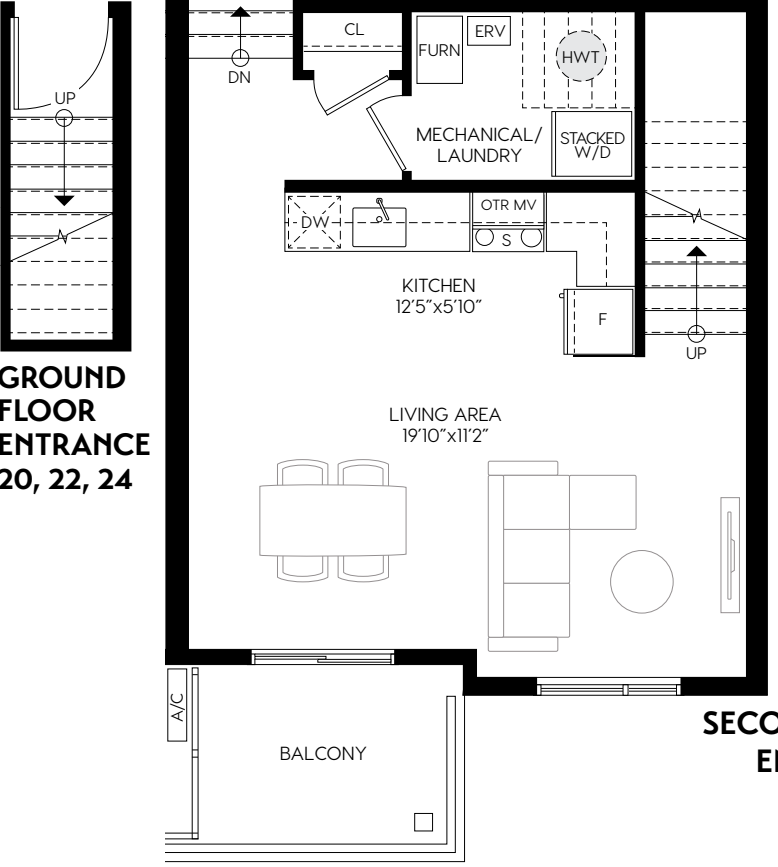 UP
GROUND
FLOOR
ENTRANCE
20, 22, 24
DN
CL
FURN
ERV
HWT
MECHANICAL/
LAUNDRY
STACKED
W/D
DW
OTR MV
S
KITCHEN
12'5"x5'10"
F
UP
LIVING AREA
19'10"x11'2"
A/C
BALCONY
SECO